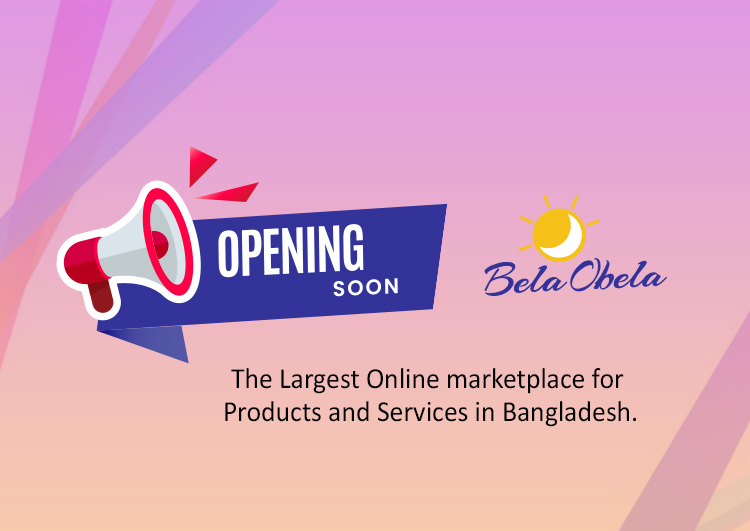 OPENING
SOON
Bela Obela
The Largest Online marketplace for
Products and Services in Bangladesh.